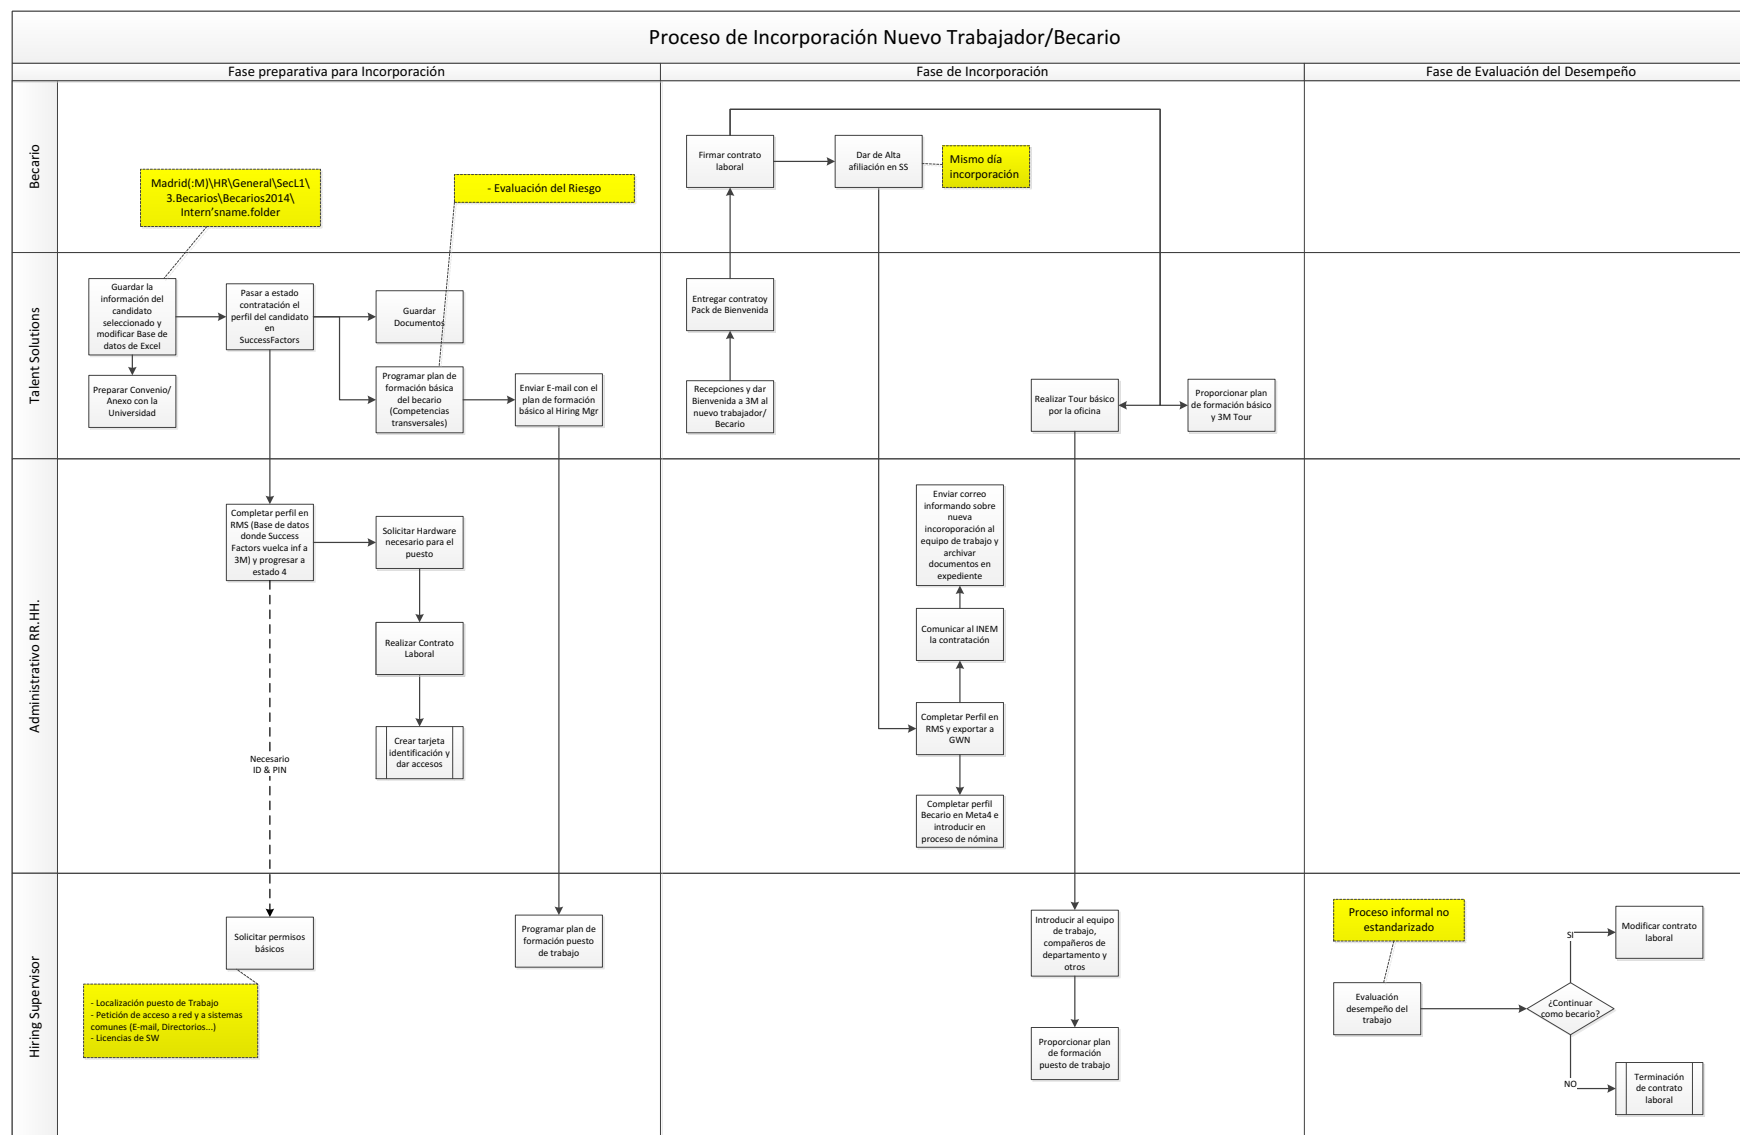 Proceso de Incorporación Nuevo Trabajador/Becario
Fase preparativa para Incorporación
Fase de Incorporación
Fase de Evaluación del Desempeño
Becario
Madrid(:M)\HR\General\SecL1\
3.Becarios\Becarios2014\
Intern’sname.folder
- Evaluación del Riesgo
Firmar contrato
laboral
Dar de Alta
afiliación en SS
Mismo día
incorporación
Talent Solutions
Guardar la
información del
candidato
seleccionado y
modificar Base de
datos de Excel
Pasar a estado
contratación el
perfil del candidato
en
SuccessFactors
Guardar
Documentos
Preparar Convenio/
Anexo con la
Universidad
Programar plan de
formación básica
del becario
(Competencias
transversales)
Enviar E-mail con el
plan de formación
básico al Hiring Mgr
Entregar contratoy
Pack de Bienvenida
Recepciones y dar
Bienvenida a 3M al
nuevo trabajador/
Becario
Realizar Tour básico
por la oficina
Proporcionar plan
de formación básico
y 3M Tour
Administrativo RR.HH.
Completar perfil en
RMS (Base de datos
donde Success
Factors vuelca inf a
3M) y progresar a
estado 4
Solicitar Hardware
necesario para el
puesto
Realizar Contrato
Laboral
Crear tarjeta
identificación y
dar accesos
Necesario
ID & PIN
Enviar correo
informando sobre
nueva
incoroporación al
equipo de trabajo y
archivar
documentos en
expediente
Comunicar al INEM
la contratación
Completar Perfil en
RMS y exportar a
GWN
Completar perfil
Becario en Meta4 e
introducir en
proceso de nómina
Hiring Supervisor
Solicitar permisos
básicos
- Localización puesto de Trabajo
- Petición de acceso a red y a sistemas
comunes (E-mail, Directorios...)
- Licencias de SW
Programar plan de
formación puesto
de trabajo
Introducir al equipo
de trabajo,
compañeros de
departamento y
otros
Proporcionar plan
de formación
puesto de trabajo
Proceso informal no
estandarizado
Evaluación
desempeño del
trabajo
¿Continuar
como becario?
SI
Modificar contrato
laboral
NO
Terminación
de contrato
laboral